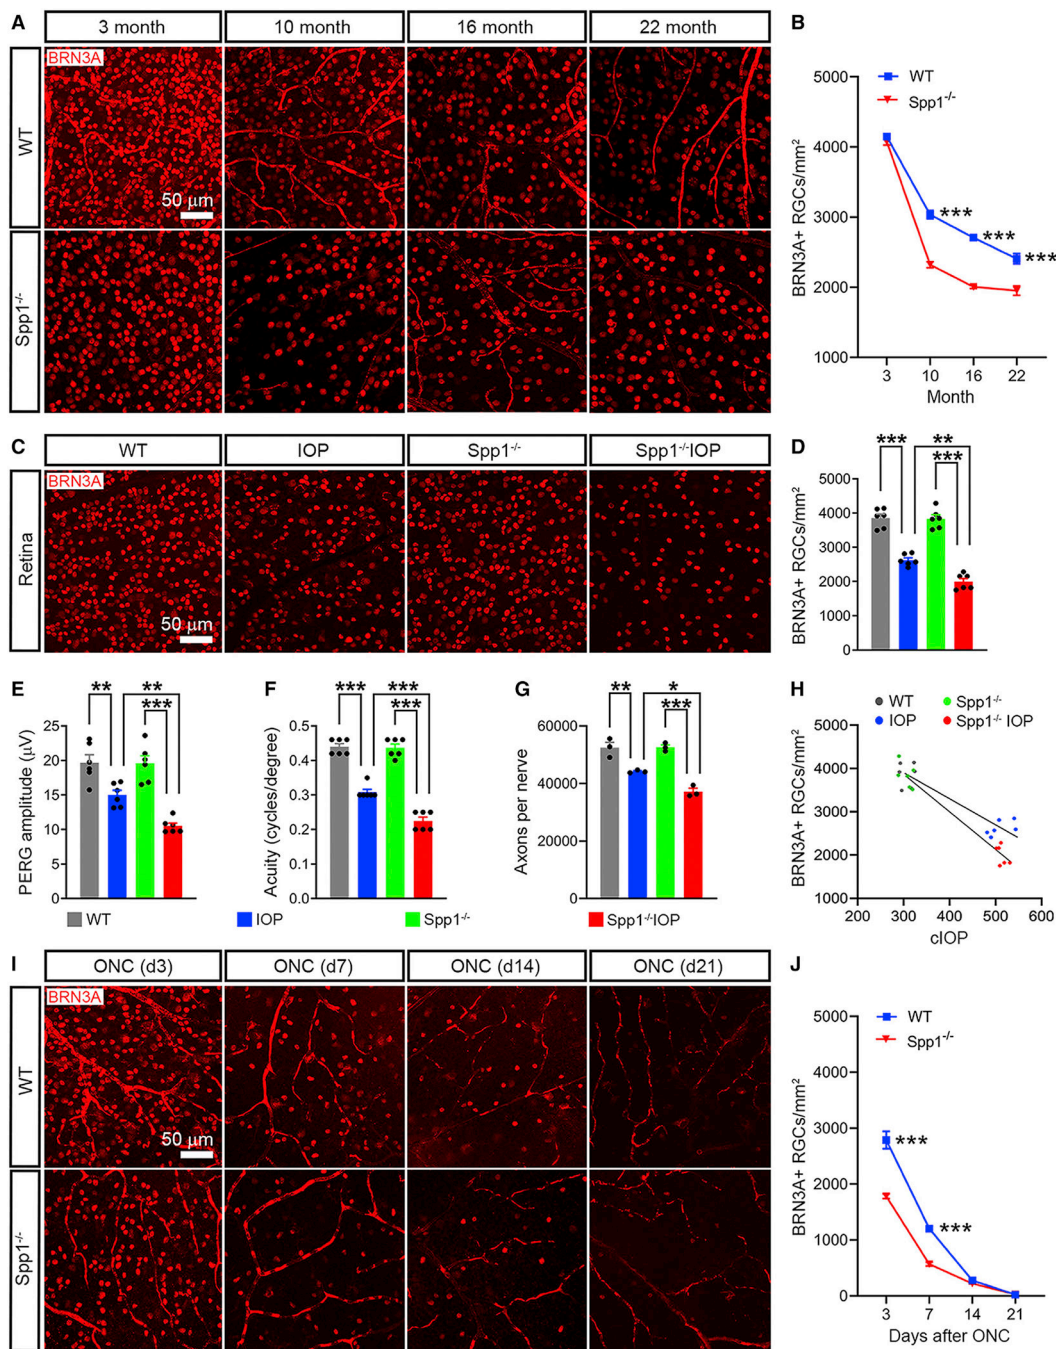 A
3 month
10 month
16 month
22 month
BRN3A
WT
50 μm
Spp1-/-
B
WT
Spp1-/-
BRN3A+ RGCs/mm²
5000
4000
3000
2000
1000
***
***
***
3
10
16
22
Month
C
WT
IOP
Spp1-/-
Spp1-/-IOP
BRN3A
Retina
50 μm
D
BRN3A+ RGCs/mm²
5000
4000
3000
2000
1000
0
***
**
***
E
PERG amplitude (μV)
25
20
15
10
5
0
**
**
***
F
Acuity (cycles/degree)
0.5
0.4
0.3
0.2
0.1
0
***
***
***
G
Axons per nerve
60000
40000
20000
0
**
*
***
WT
IOP
Spp1-/-
Spp1-/-IOP
H
WT
Spp1-/-
IOP
Spp1-/- IOP
BRN3A+ RGCs/mm²
5000
4000
3000
2000
1000
200
300
400
500
600
cIOP
I
ONC (d3)
ONC (d7)
ONC (d14)
ONC (d21)
BRN3A
WT
50 μm
Spp1-/-
J
WT
Spp1-/-
BRN3A+ RGCs/mm²
5000
4000
3000
2000
1000
0
***
***
3
7
14
21
Days after ONC